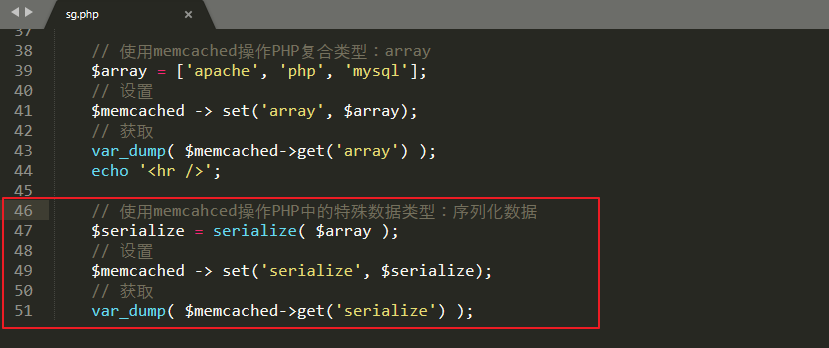 sg.php ×
37
38 // 使用memcached操作PHP复合类型：array
39 $array = ['apache', 'php', 'mysql'];
40 // 设置
41 $memcached -> set('array', $array);
42 // 获取
43 var_dump( $memcached->get('array') );
44 echo '<hr />';
45
46 // 使用memcahced操作PHP中的特殊数据类型：序列化数据
47 $serialize = serialize( $array );
48 // 设置
49 $memcached -> set('serialize', $serialize);
50 // 获取
51 var_dump( $memcached->get('serialize') );